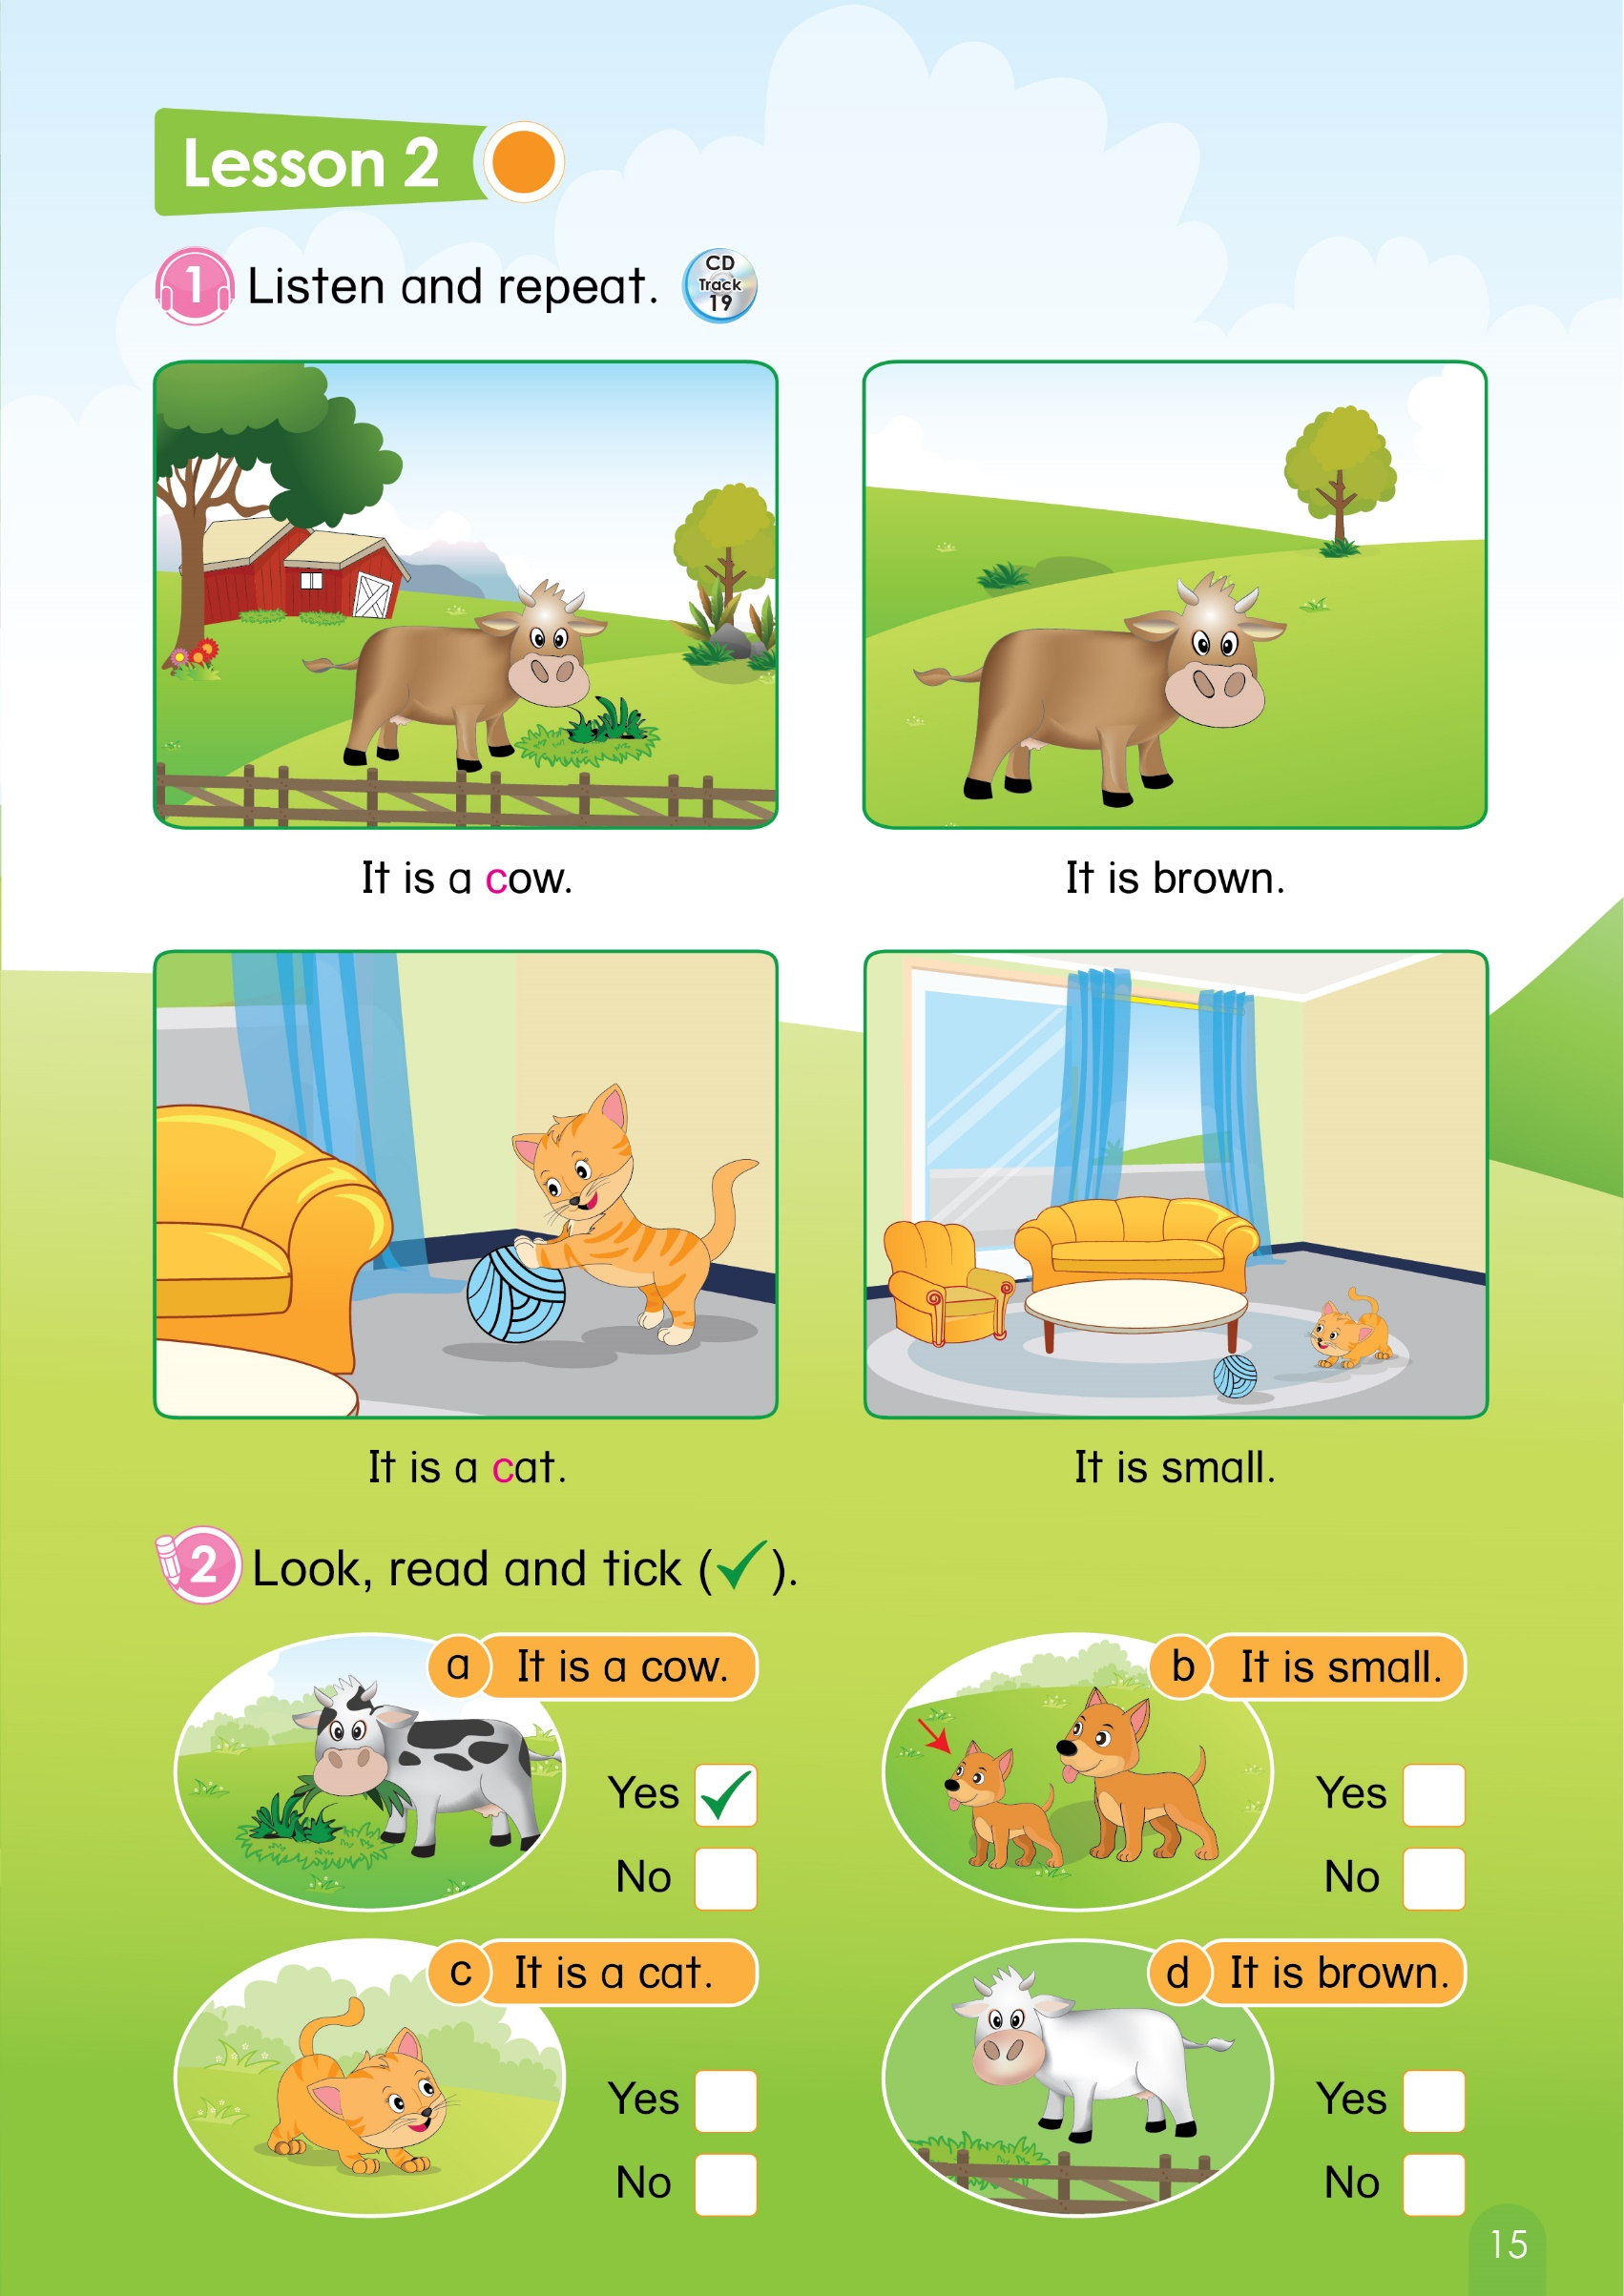 Lesson 2
1 Listen and repeat. CD Track 19
It is a cow.
It is brown.
It is a cat.
It is small.
2 Look, read and tick (✓).
a It is a cow.
Yes ✓
No
b It is small.
Yes
No
c It is a cat.
Yes
No
d It is brown.
Yes
No
15